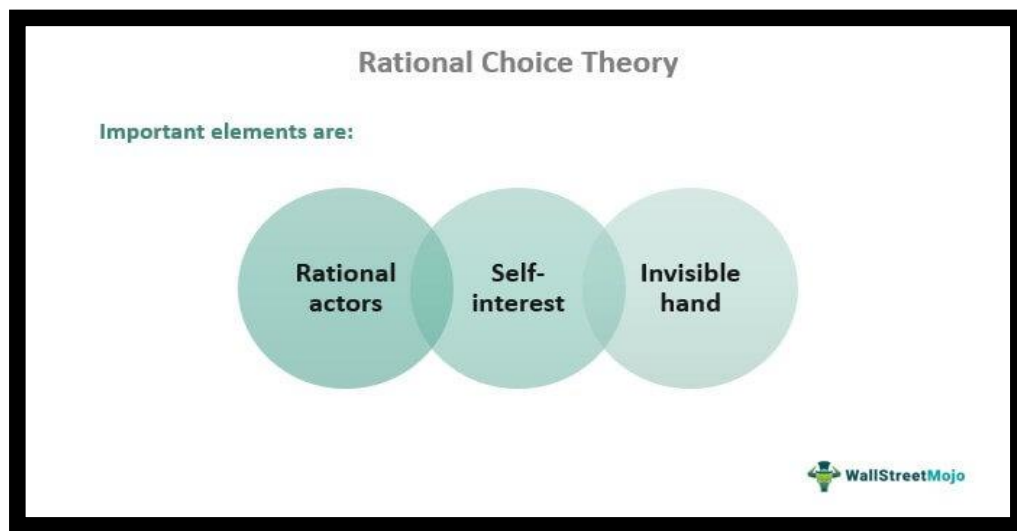 Rational Choice Theory
Important elements are:
Rational
actors
Self-
interest
Invisible
hand
WallStreetMojo